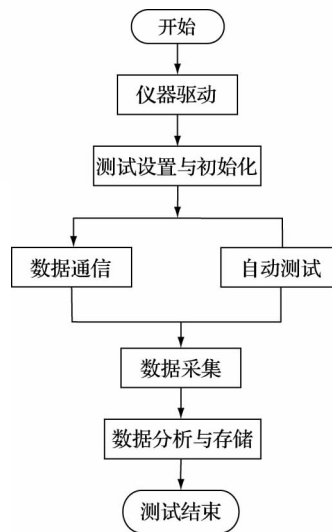 开始
仪器驱动
测试设置与初始化
数据通信
自动测试
数据采集
数据分析与存储
测试结束